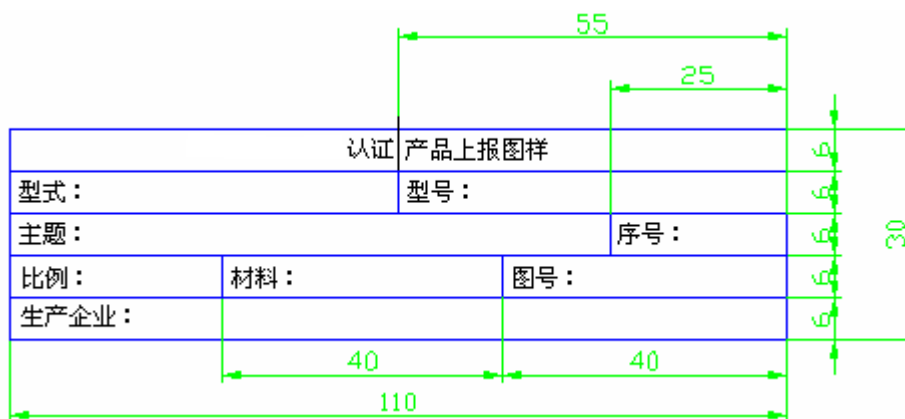 55
25
认证产品上报图样
6
型式： 型号：
6
主题： 序号：
6
30
比例： 材料： 图号：
6
生产企业：
6
40 40
110